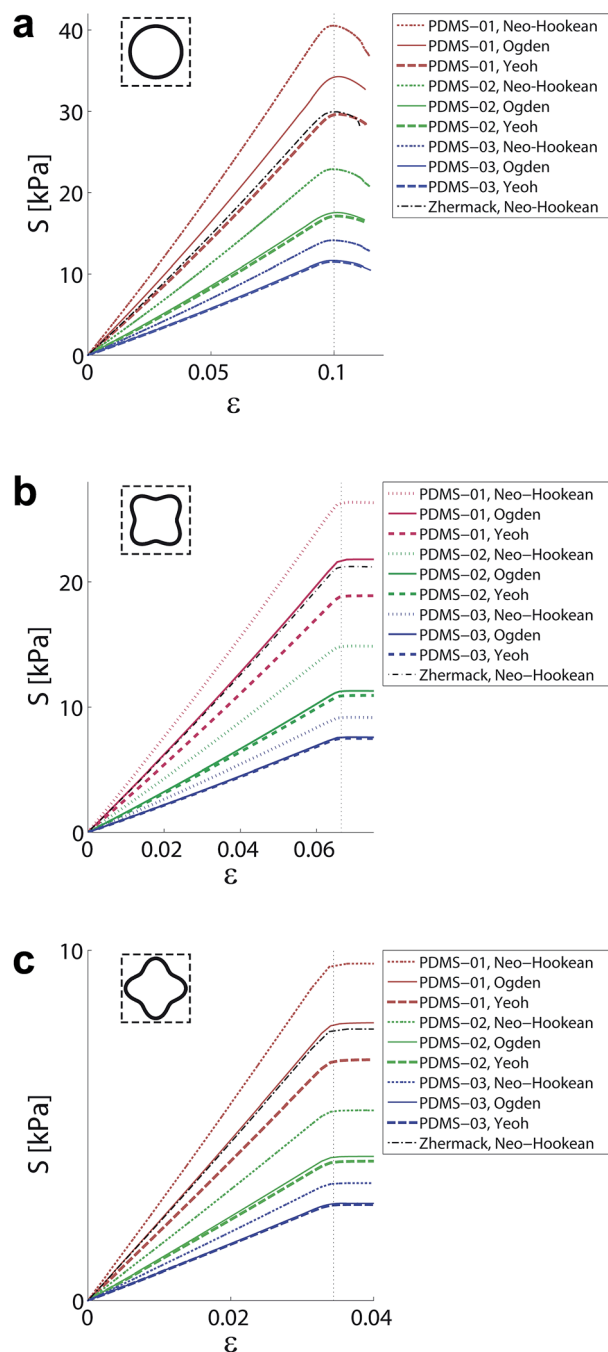 a
40
30
20
10
0
S [kPa]
0
0.05
0.1
ε
PDMS−01, Neo-Hookean
PDMS−01, Ogden
PDMS−01, Yeoh
PDMS−02, Neo-Hookean
PDMS−02, Ogden
PDMS−02, Yeoh
PDMS−03, Neo-Hookean
PDMS−03, Ogden
PDMS−03, Yeoh
Zhermack, Neo-Hookean
b
20
10
0
S [kPa]
0
0.02
0.04
0.06
ε
PDMS−01, Neo−Hookean
PDMS−01, Ogden
PDMS−01, Yeoh
PDMS−02, Neo−Hookean
PDMS−02, Ogden
PDMS−02, Yeoh
PDMS−03, Neo−Hookean
PDMS−03, Ogden
PDMS−03, Yeoh
Zhermack, Neo−Hookean
c
10
0
S [kPa]
0
0.02
0.04
ε
PDMS−01, Neo−Hookean
PDMS−01, Ogden
PDMS−01, Yeoh
PDMS−02, Neo−Hookean
PDMS−02, Ogden
PDMS−02, Yeoh
PDMS−03, Neo−Hookean
PDMS−03, Ogden
PDMS−03, Yeoh
Zhermack, Neo−Hookean